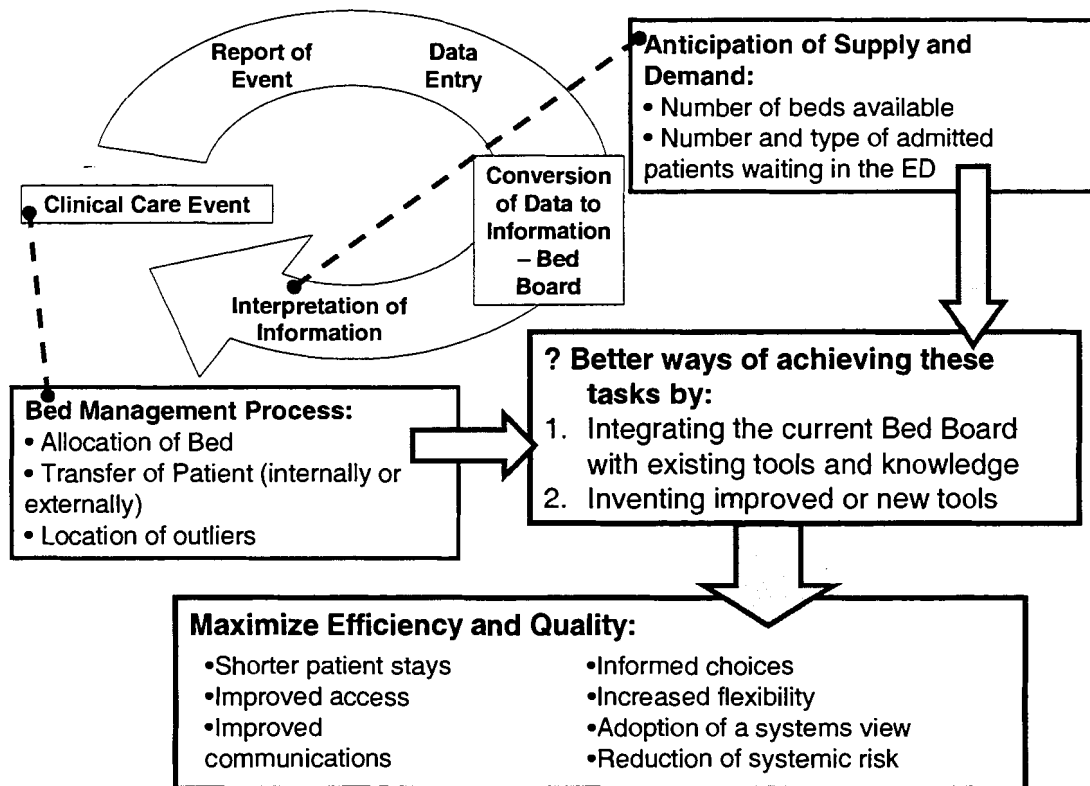 Report of
Event
Data
Entry
Anticipation of Supply and
Demand:
• Number of beds available
• Number and type of admitted
patients waiting in the ED
Conversion
of Data to
Information
– Bed
Board
Clinical Care Event
Interpretation of
Information
Bed Management Process:
• Allocation of Bed
• Transfer of Patient (internally or
externally)
• Location of outliers
? Better ways of achieving these
tasks by:
1. Integrating the current Bed Board
with existing tools and knowledge
2. Inventing improved or new tools
Maximize Efficiency and Quality:
•Shorter patient stays
•Improved access
•Improved
communications
•Informed choices
•Increased flexibility
•Adoption of a systems view
•Reduction of systemic risk